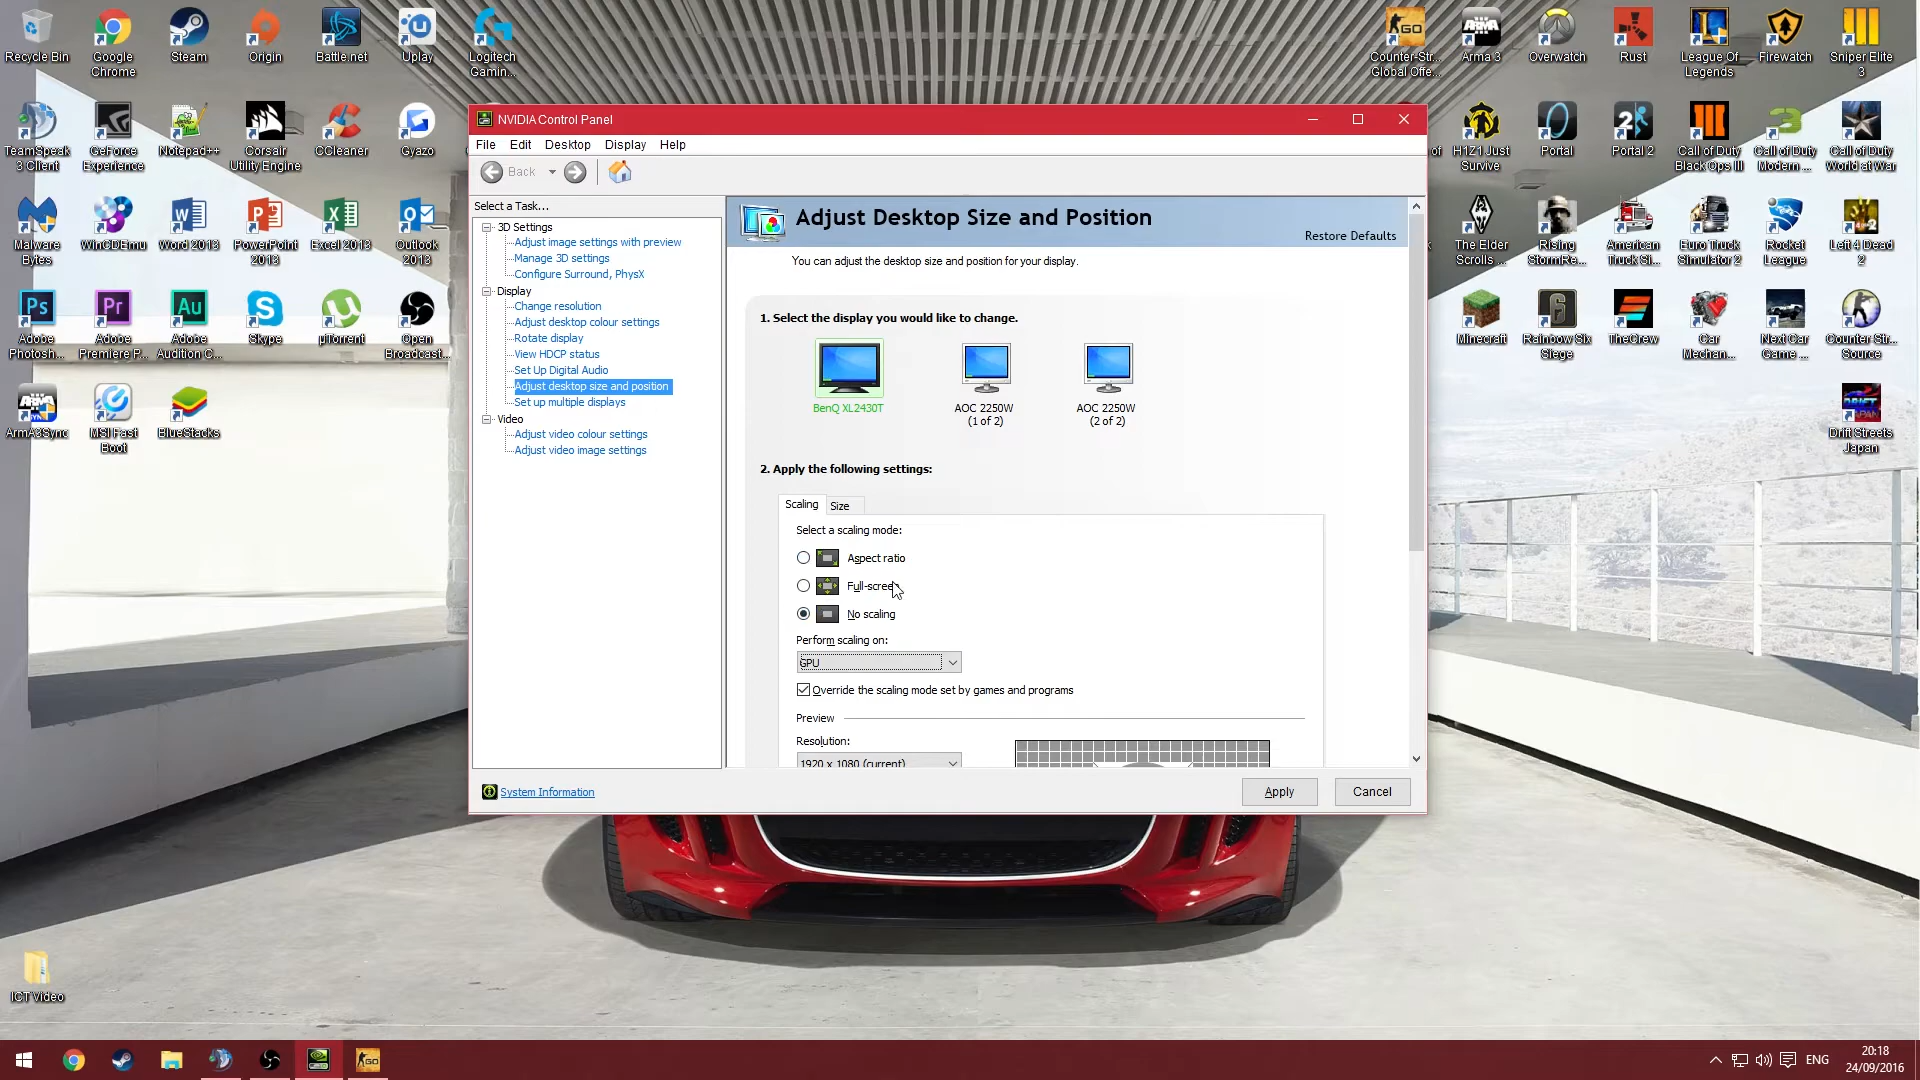 Recycle Bin
Google
Chrome
Steam
Origin
Battle.net
Uplay
Logitech
Gamin...
Counter-Str...
Global Offe...
Arma 3
Overwatch
Rust
League Of
Legends
Firewatch
Sniper Elite
3
TeamSpeak
3 Client
GeForce
Experience
Notepad++
Corsair
Utility Engine
CCleaner
Gyazo
H1Z1 Just
Survive
Portal
Portal 2
Call of Duty
Black Ops III
Call of Duty
Modern ...
Call of Duty
World at War
Malware
Bytes
WinCDEmu
Word 2013
PowerPoint
2013
Excel 2013
Outlook
2013
The Elder
Scrolls ...
Rising
StormRe...
American
Truck Si...
Euro Truck
Simulator 2
Rocket
League
Left 4 Dead
2
Adobe
Photosh...
Adobe
Premiere P...
Adobe
Audition C...
Skype
µTorrent
Open
Broadcast...
Minecraft
Rainbow Six
Siege
TheCrew
Car
Mechan...
Next Car
Game ...
Counter-Str...
Source
ArmA3Sync
MSI Fast
Boot
BlueStacks
Drift Streets
Japan
ICT Video
NVIDIA Control Panel
File Edit Desktop Display Help
Back
Select a Task...
3D Settings
Adjust image settings with preview
Manage 3D settings
Configure Surround, PhysX
Display
Change resolution
Adjust desktop colour settings
Rotate display
View HDCP status
Set Up Digital Audio
Adjust desktop size and position
Set up multiple displays
Video
Adjust video colour settings
Adjust video image settings
System Information
Adjust Desktop Size and Position
Restore Defaults
You can adjust the desktop size and position for your display.
1. Select the display you would like to change.
BenQ XL2430T
AOC 2250W
(1 of 2)
AOC 2250W
(2 of 2)
2. Apply the following settings:
Scaling Size
Select a scaling mode:
Aspect ratio
Full-screen
No scaling
Perform scaling on:
GPU
Override the scaling mode set by games and programs
Preview
Resolution:
1920 x 1080 (current)
Apply Cancel
ENG
20:18
24/09/2016